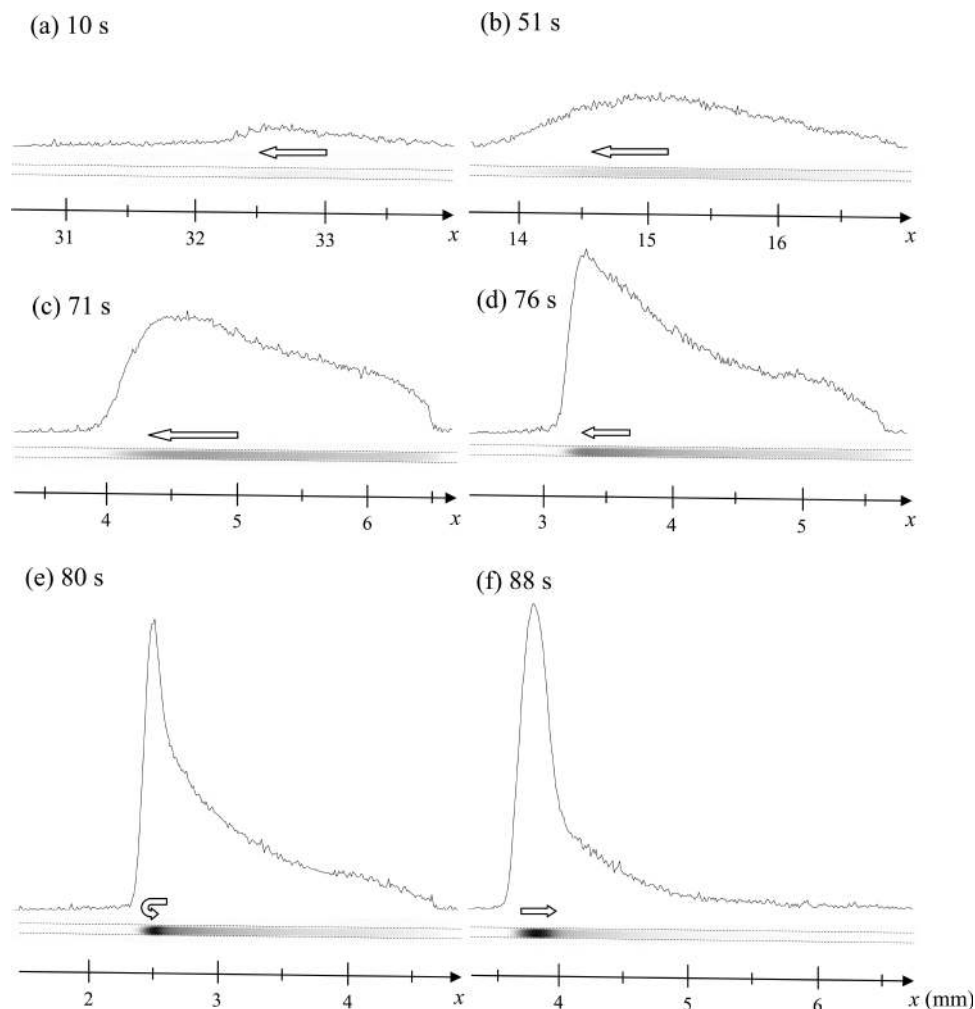 (a) 10 s
(b) 51 s
31 32 33 x
14 15 16 x
(c) 71 s
(d) 76 s
4 5 6 x
3 4 5 x
(e) 80 s
(f) 88 s
2 3 4 x
4 5 6 x (mm)